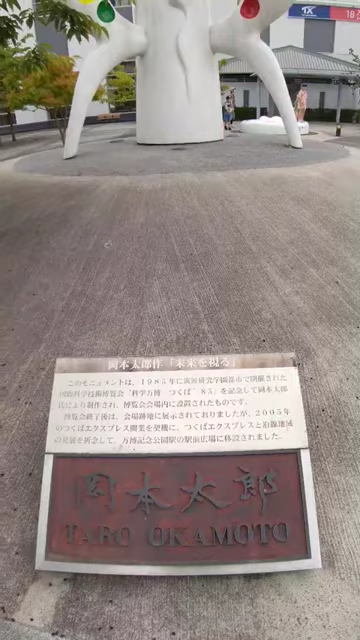 TX
18
岡本太郎作「未来を視る」
このモニュメントは、1985年に筑波研究学園都市で開催された
国際科学技術博覧会「科学万博 つくば'85」を記念して岡本太郎
氏により制作され、博覧会会場内に設置されたものです。
博覧会終了後は、会場跡地に展示されておりましたが、2005年
のつくばエクスプレス開業を契機に、つくばエクスプレスと沿線地域
の発展を祈念して、万博記念公園駅の駅前広場に移設されました。
岡本太郎
TARO OKAMOTO